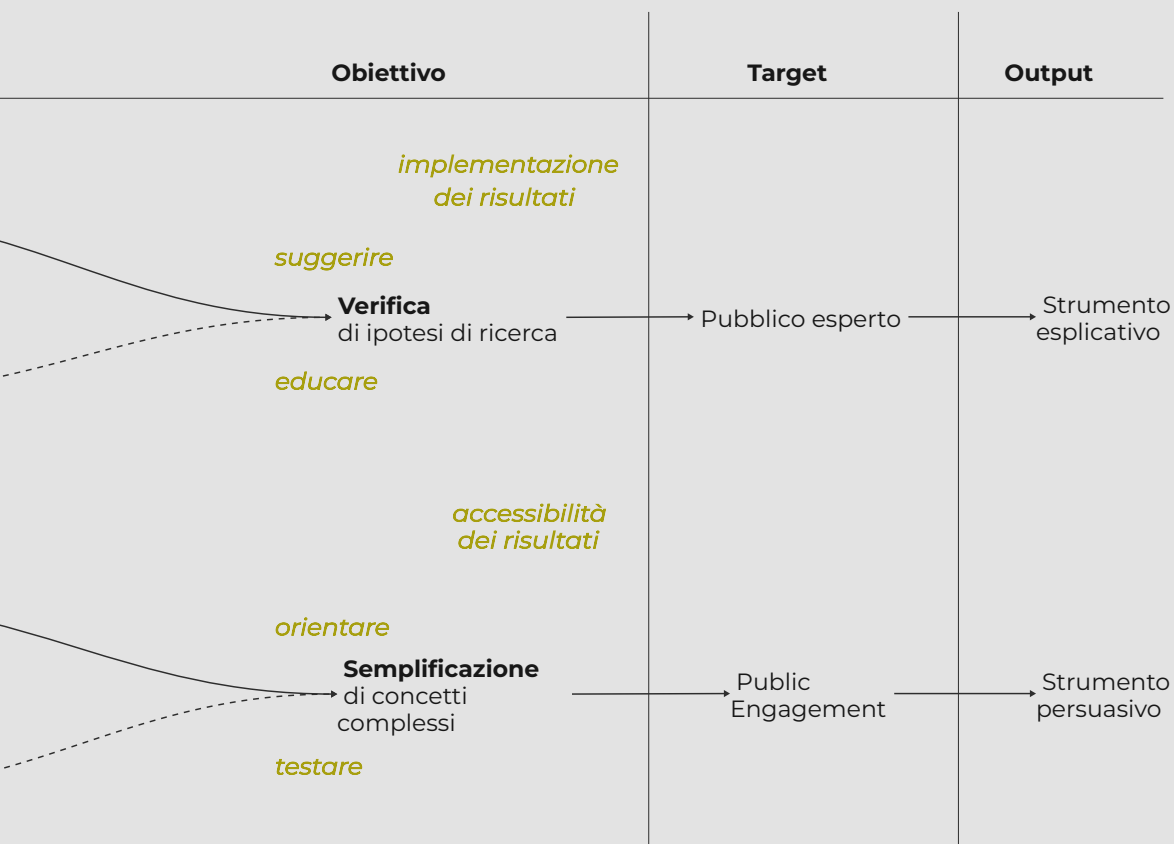 Obiettivo
Target
Output
implementazione
dei risultati
suggerire
Verifica
di ipotesi di ricerca
Pubblico esperto
Strumento
esplicativo
educare
accessibilità
dei risultati
orientare
Semplificazione
di concetti
complessi
Public
Engagement
Strumento
persuasivo
testare